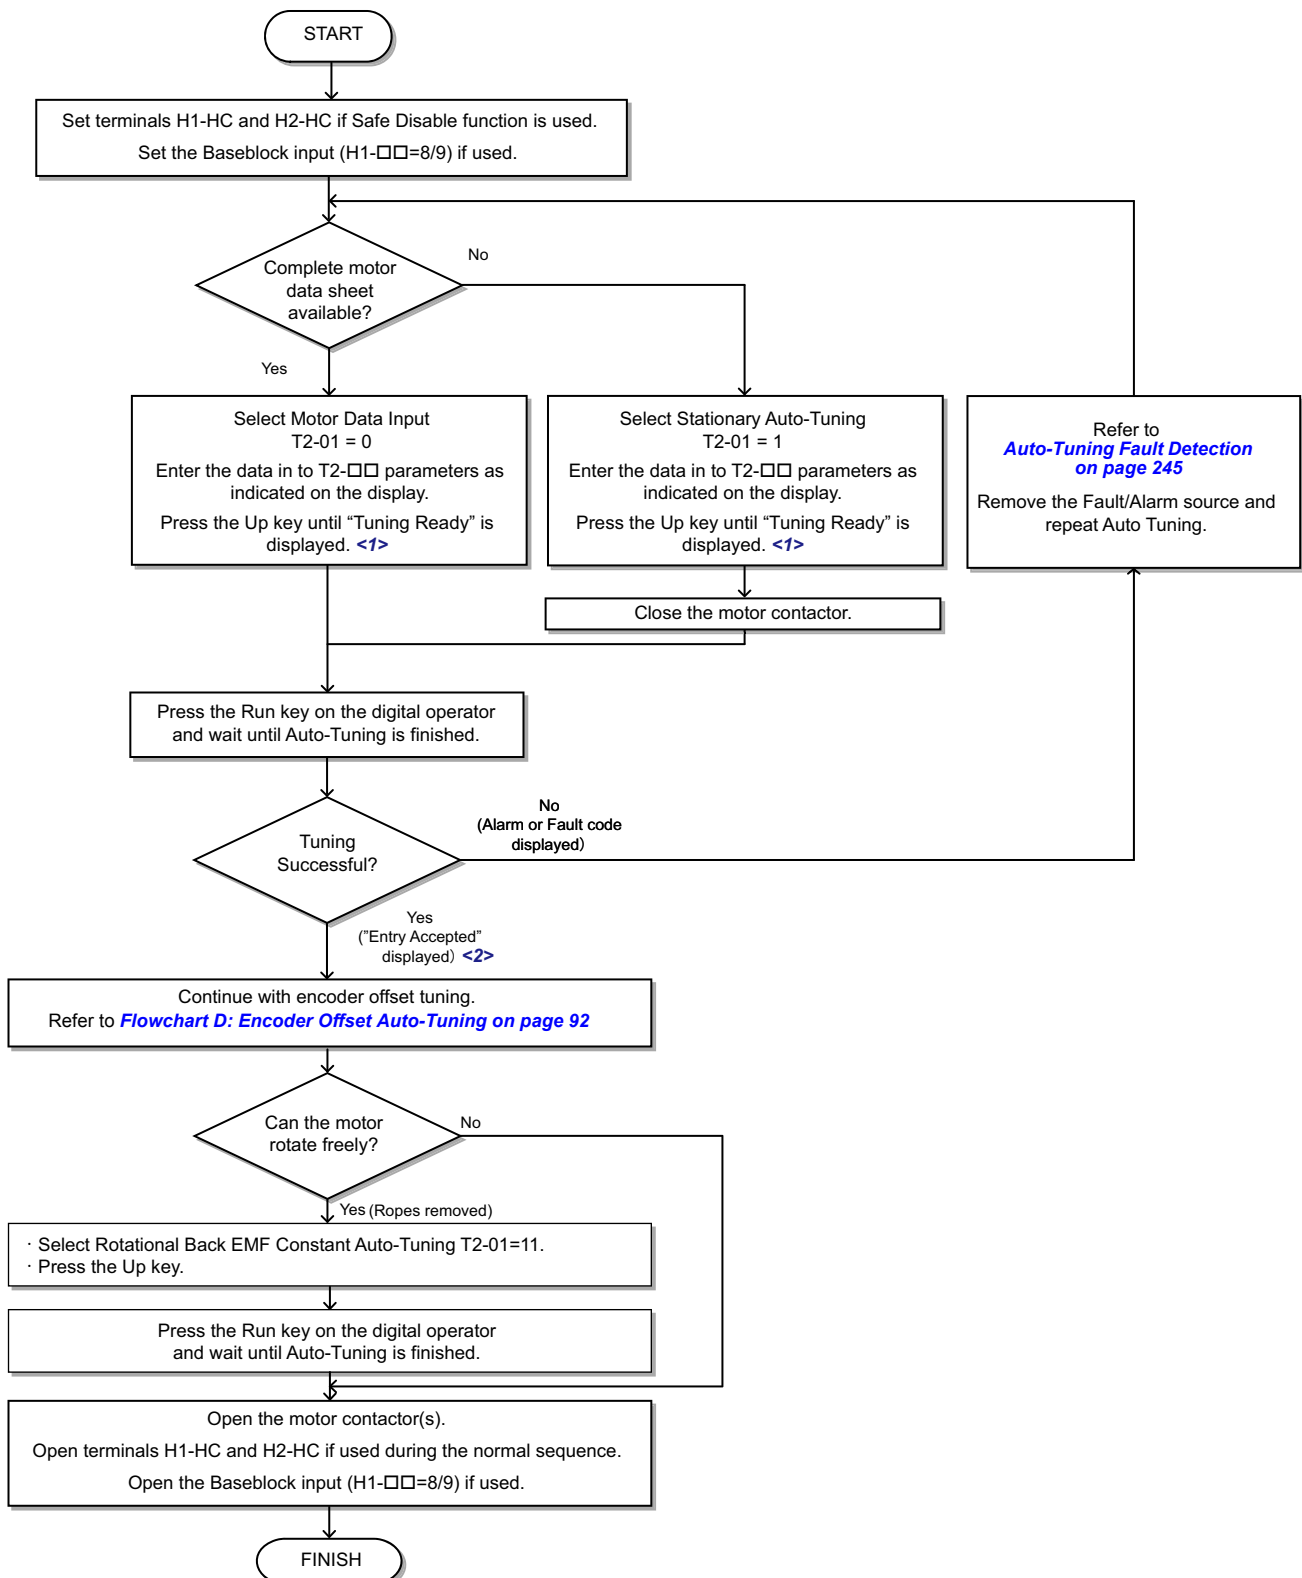 START
Set terminals H1-HC and H2-HC if Safe Disable function is used.
Set the Baseblock input (H1-□□=8/9) if used.
Complete motor
data sheet
available?
No
Yes
Select Motor Data Input
T2-01 = 0
Enter the data in to T2-□□ parameters as
indicated on the display.
Press the Up key until “Tuning Ready” is
displayed. <1>
Select Stationary Auto-Tuning
T2-01 = 1
Enter the data in to T2-□□ parameters as
indicated on the display.
Press the Up key until “Tuning Ready” is
displayed. <1>
Close the motor contactor.
Refer to
Auto-Tuning Fault Detection
on page 245
Remove the Fault/Alarm source and
repeat Auto Tuning.
Press the Run key on the digital operator
and wait until Auto-Tuning is finished.
Tuning
Successful?
No
(Alarm or Fault code
displayed)
Yes
(”Entry Accepted”
displayed) <2>
Continue with encoder offset tuning.
Refer to Flowchart D: Encoder Offset Auto-Tuning on page 92
Can the motor
rotate freely?
No
Yes (Ropes removed)
· Select Rotational Back EMF Constant Auto-Tuning T2-01=11.
· Press the Up key.
Press the Run key on the digital operator
and wait until Auto-Tuning is finished.
Open the motor contactor(s).
Open terminals H1-HC and H2-HC if used during the normal sequence.
Open the Baseblock input (H1-□□=8/9) if used.
FINISH